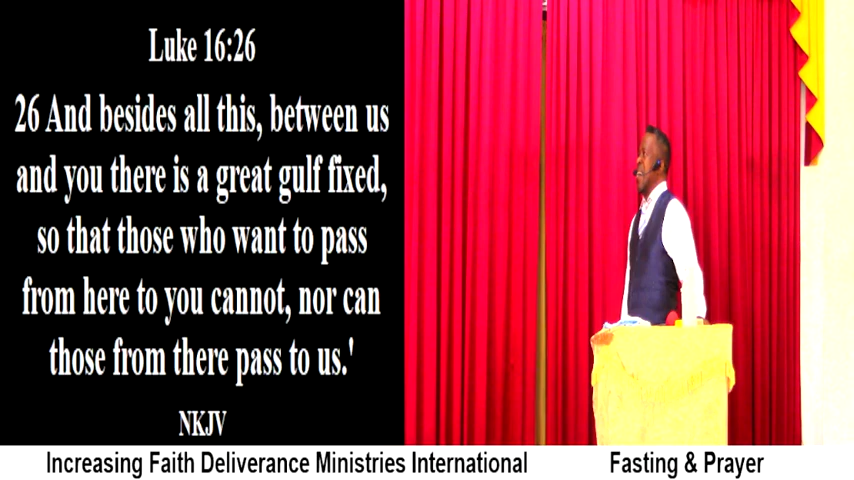 Luke 16:26
26 And besides all this, between us
and you there is a great gulf fixed,
so that those who want to pass
from here to you cannot, nor can
those from there pass to us.'
NKJV
Increasing Faith Deliverance Ministries International
Fasting & Prayer